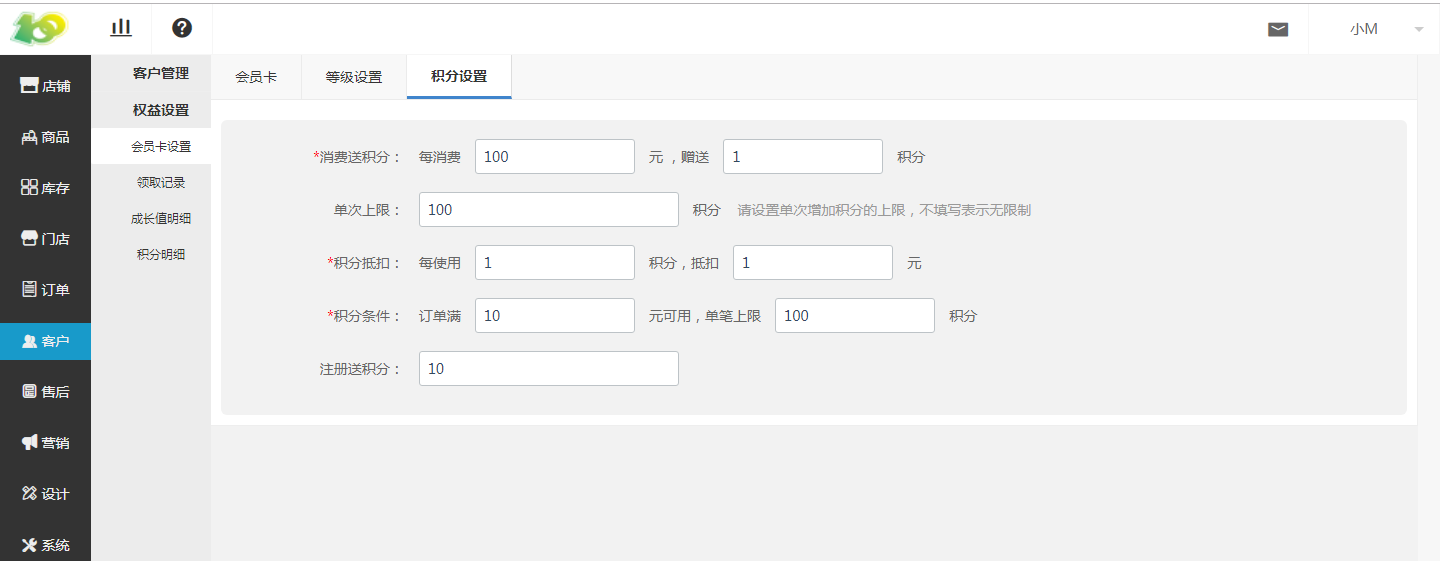 小M
店铺
商品
库存
门店
订单
客户
售后
营销
设计
系统
客户管理
权益设置
会员卡设置
领取记录
成长值明细
积分明细
会员卡 等级设置 积分设置
*消费送积分： 每消费 100 元 ，赠送 1 积分
单次上限： 100 积分 请设置单次增加积分的上限，不填写表示无限制
*积分抵扣： 每使用 1 积分，抵扣 1 元
*积分条件： 订单满 10 元可用，单笔上限 100 积分
注册送积分： 10